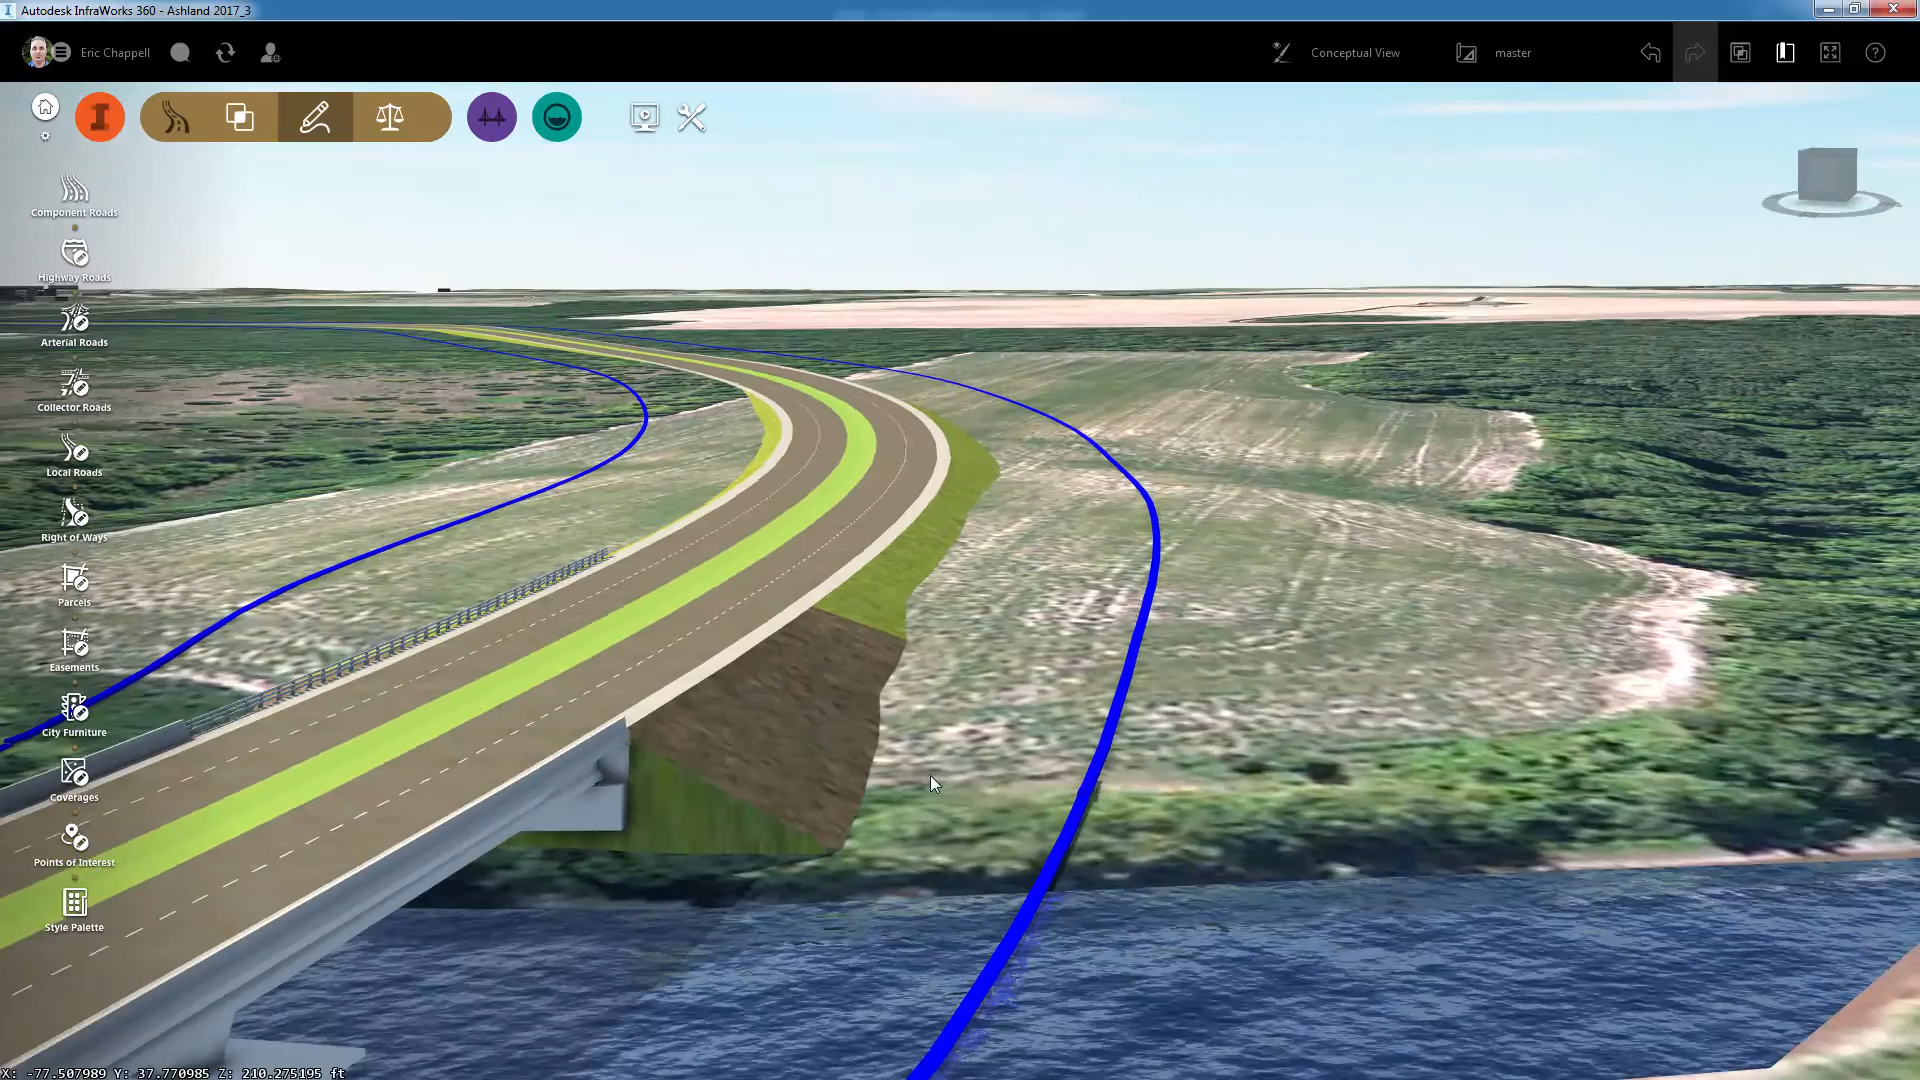 Autodesk InfraWorks 360 - Ashland 2017_3
Eric Chappell
Conceptual View
master
Component Roads
Highway Roads
Arterial Roads
Collector Roads
Local Roads
Right of Ways
Parcels
Easements
City Furniture
Coverages
Points of Interest
Style Palette
X: -77.507989 Y: 37.770985 Z: 210.275195 ft